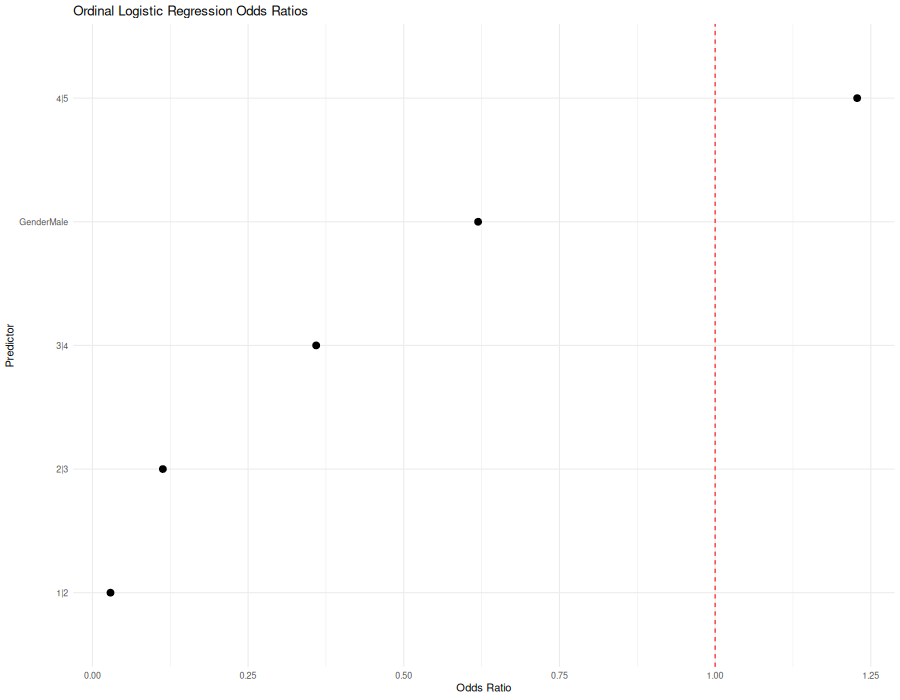 Ordinal Logistic Regression Odds Ratios
4|5
GenderMale
3|4
2|3
1|2
Predictor
0.00 0.25 0.50 0.75 1.00 1.25
Odds Ratio